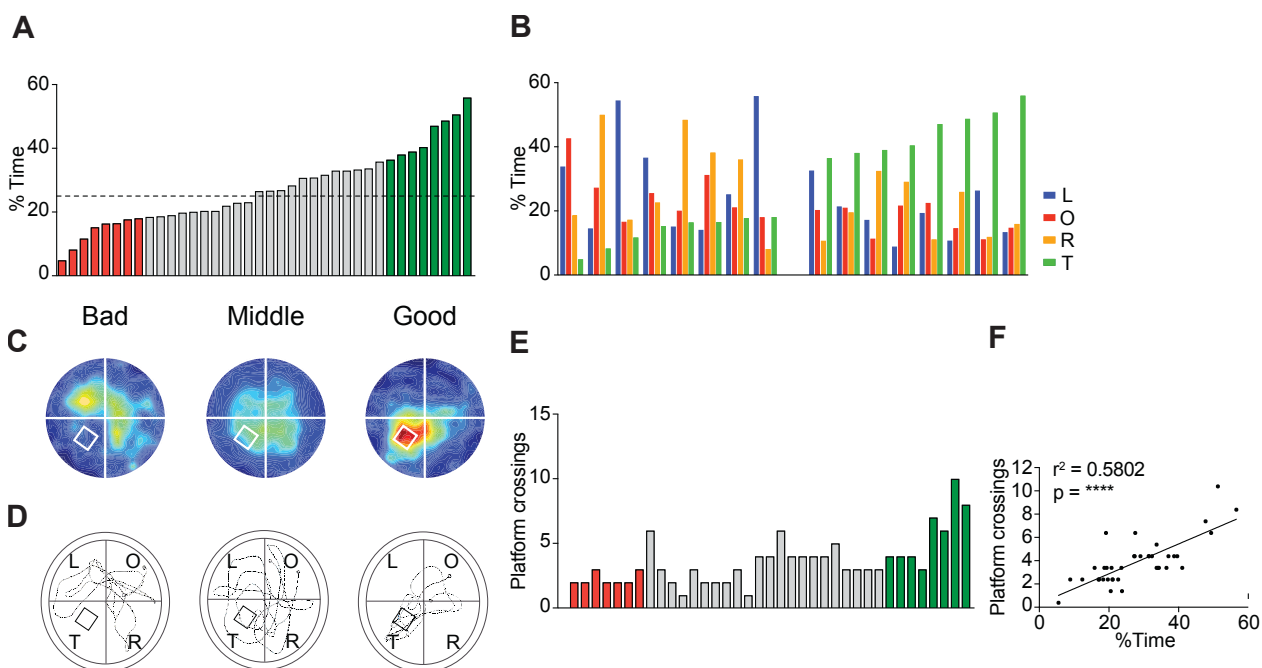 A
% Time
60
40
20
0
Bad
Middle
Good
B
% Time
60
40
20
0
L
O
R
T
C
D
L
O
T
R
L
O
T
R
L
O
T
R
E
Platform crossings
15
10
5
0
F
Platform crossings
r² = 0.5802
p = ****
12
10
8
6
4
2
0
0
20
40
60
%Time